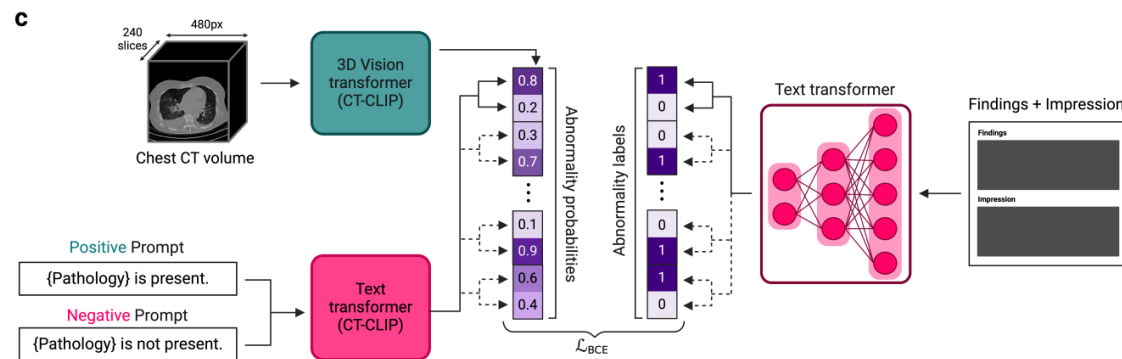 c
240
slices
480px
Chest CT volume
3D Vision
transformer
(CT-CLIP)
Positive Prompt
{Pathology} is present.
Negative Prompt
{Pathology} is not present.
Text
transformer
(CT-CLIP)
0.8
0.2
0.3
0.7
0.1
0.9
0.6
0.4
Abnormality probabilities
ℒBCE
Abnormality labels
1
0
0
1
0
1
1
0
Text transformer
Findings + Impression
Findings
Impression